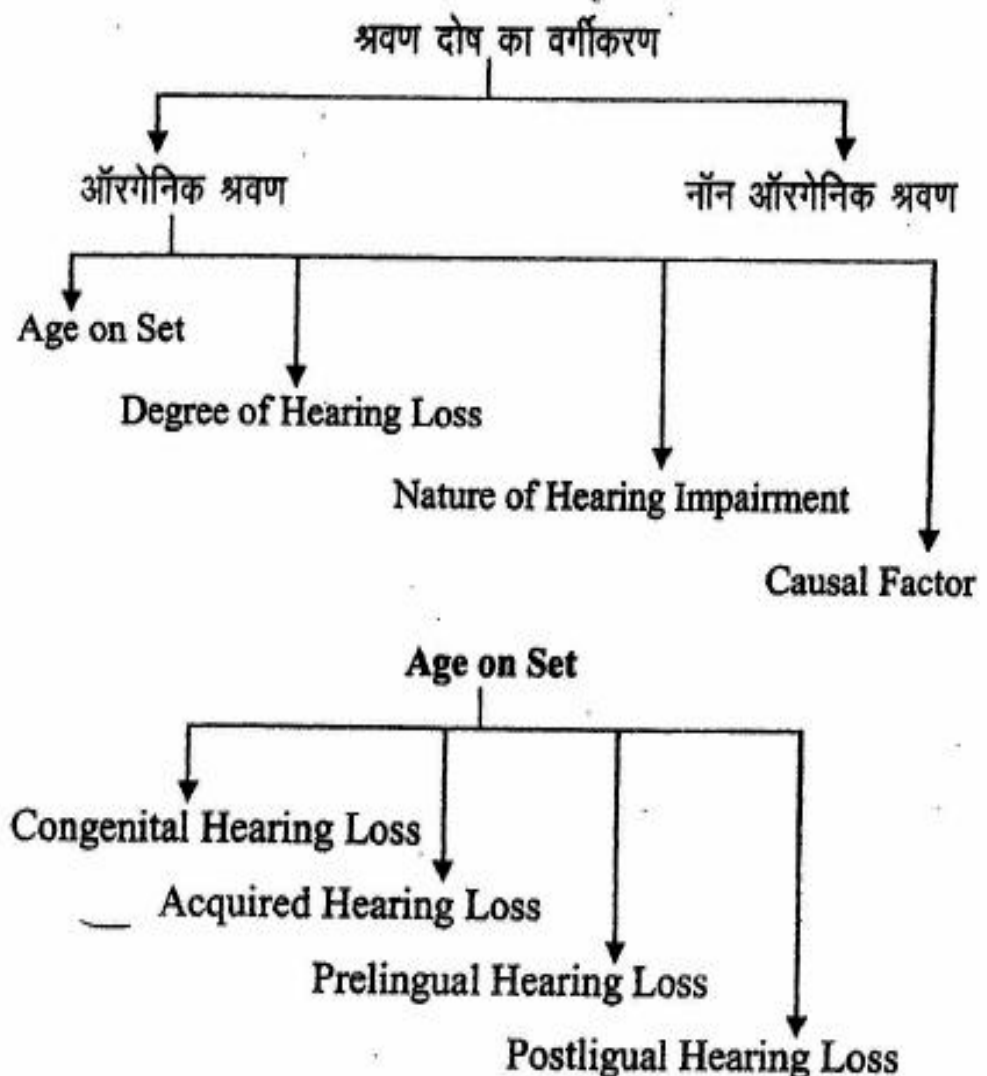 श्रवण दोष का वर्गीकरण
ऑरगेनिक श्रवण
नॉन ऑरगेनिक श्रवण
Age on Set
Degree of Hearing Loss
Nature of Hearing Impairment
Causal Factor
Age on Set
Congenital Hearing Loss
Acquired Hearing Loss
Prelingual Hearing Loss
Postligual Hearing Loss